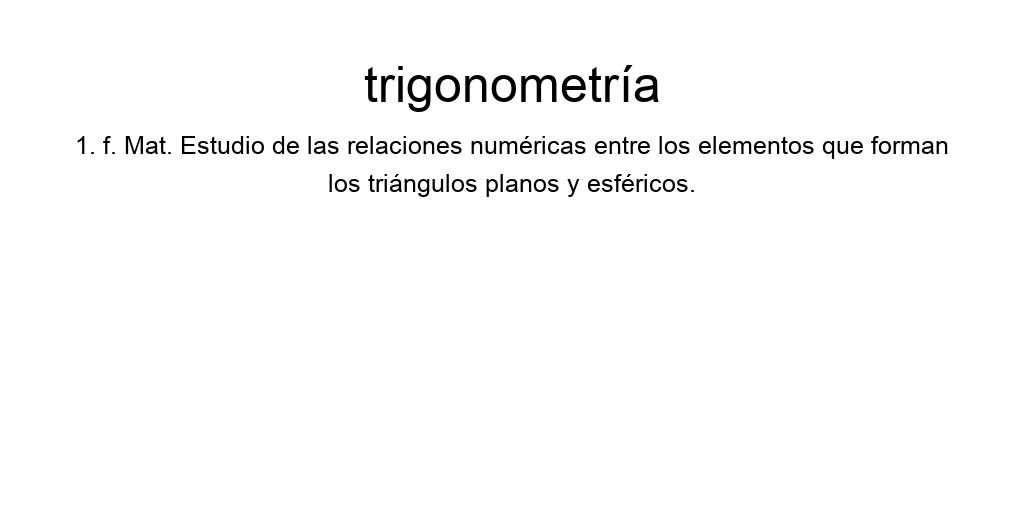 trigonometría
1. f. Mat. Estudio de las relaciones numéricas entre los elementos que forman
los triángulos planos y esféricos.